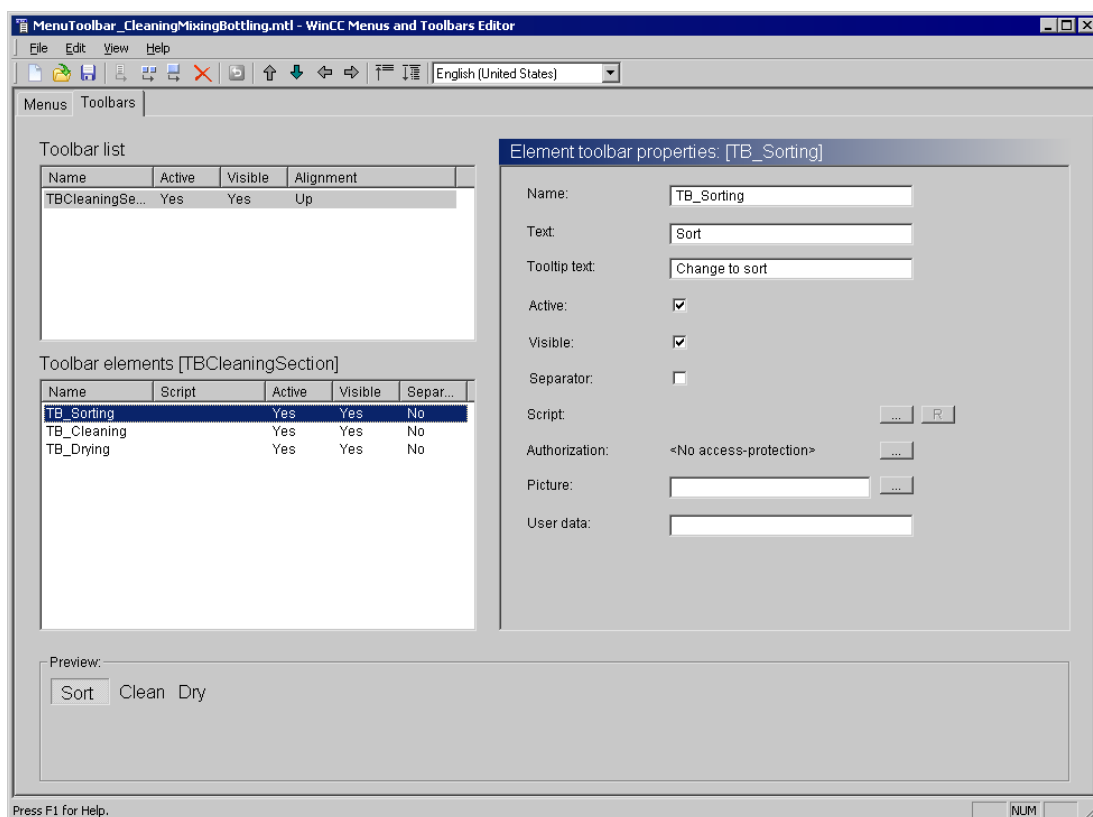 MenuToolbar_CleaningMixingBottling.mtl - WinCC Menus and Toolbars Editor
File Edit View Help
English (United States)
Menus Toolbars
Toolbar list
Name Active Visible Alignment
TBCleaningSe... Yes Yes Up
Toolbar elements [TBCleaningSection]
Name Script Active Visible Separ...
TB_Sorting Yes Yes No
TB_Cleaning Yes Yes No
TB_Drying Yes Yes No
Element toolbar properties: [TB_Sorting]
Name: TB_Sorting
Text: Sort
Tooltip text: Change to sort
Active:
Visible:
Separator:
Script: ... R
Authorization: <No access-protection> ...
Picture: ...
User data:
Preview:
Sort Clean Dry
Press F1 for Help. NUM